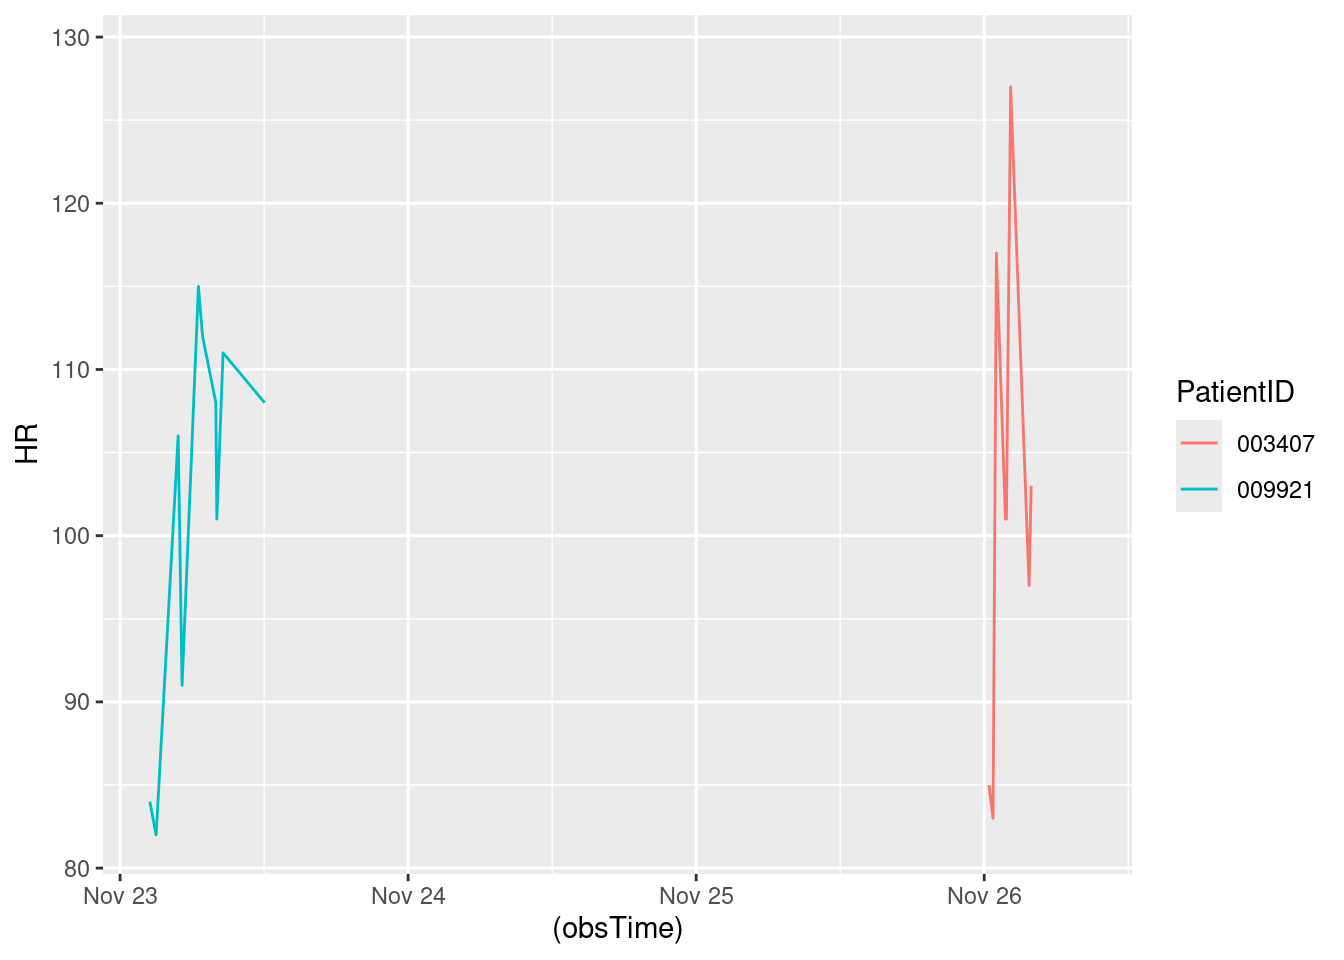 130
120
110
100
90
80
HR
Nov 23
Nov 24
Nov 25
Nov 26
(obsTime)
PatientID
003407
009921